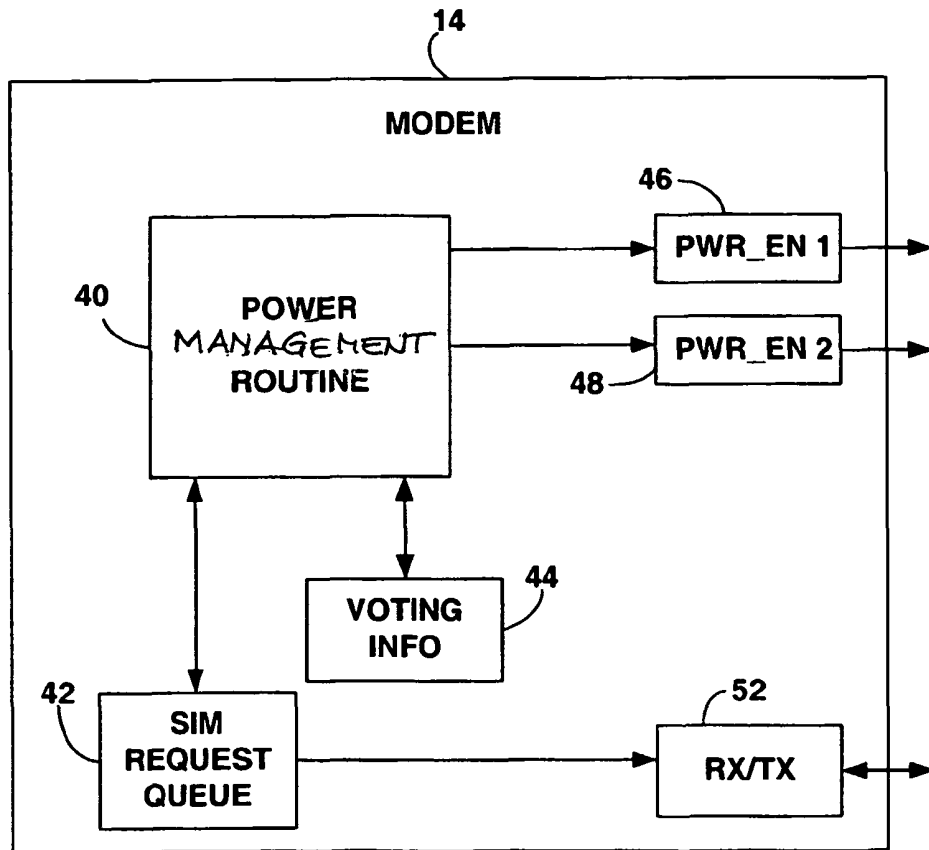 14
MODEM
46
PWR_EN 1
40
POWER
MANAGEMENT
ROUTINE
PWR_EN 2
48
44
VOTING
INFO
42
SIM
REQUEST
QUEUE
52
RX/TX